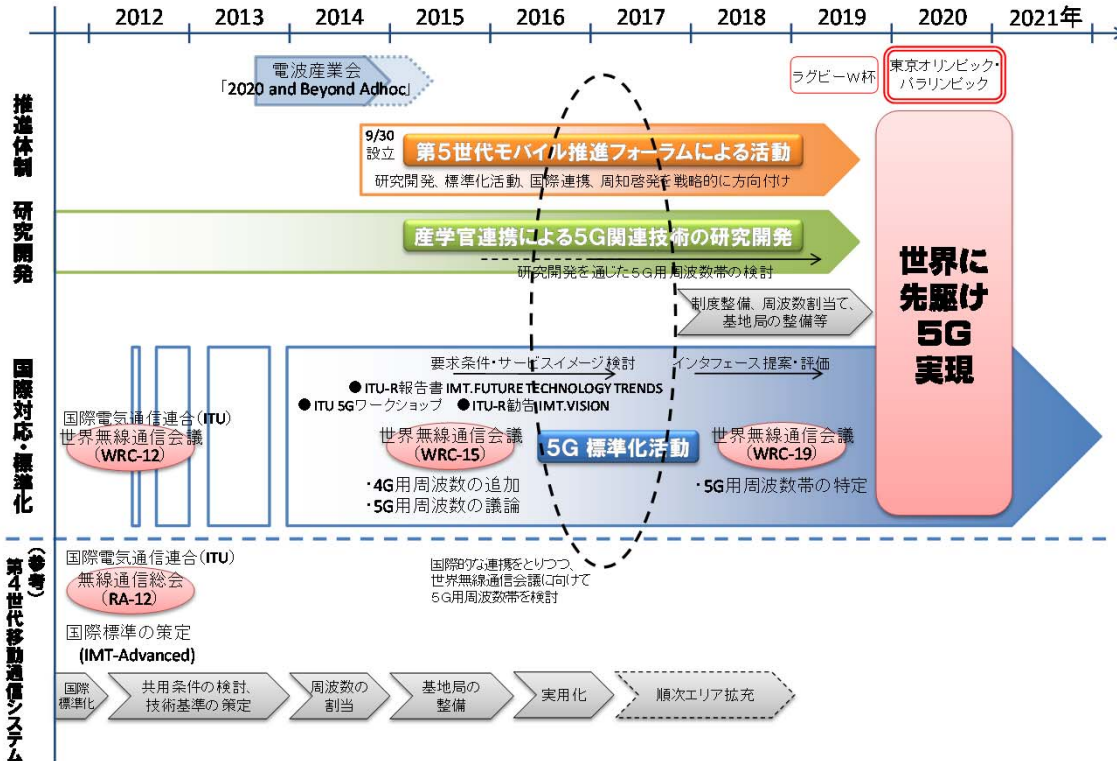 2012 2013 2014 2015 2016 2017 2018 2019 2020 2021年
推進体制
電波産業会
「2020 and Beyond Adhoc」
ラグビーW杯
東京オリンピック・
パラリンピック
9/30
設立
第5世代モバイル推進フォーラムによる活動
研究開発、標準化活動、国際連携、周知啓発を戦略的に方向付け
研究開発
産学官連携による5G関連技術の研究開発
研究開発を通じた5G用周波数帯の検討
制度整備、周波数割当て、
基地局の整備等
世界に
先駆け
5G
実現
国際対応・標準化
要求条件・サービスイメージ検討
インタフェース提案・評価
●ITU-R報告書 IMT.FUTURE TECHNOLOGY TRENDS
●ITU 5Gワークショップ
●ITU-R勧告 IMT.VISION
国際電気通信連合(ITU)
世界無線通信会議
(WRC-12)
世界無線通信会議
(WRC-15)
5G 標準化活動
世界無線通信会議
(WRC-19)
・4G用周波数の追加
・5G用周波数の議論
・5G用周波数帯の特定
(参考)
第4世代移動通信システム
国際電気通信連合(ITU)
無線通信総会
(RA-12)
国際標準の策定
(IMT-Advanced)
国際的な連携をとりつつ、
世界無線通信会議に向けて
5G用周波数帯を検討
国際
標準化
共用条件の検討、
技術基準の策定
周波数の
割当
基地局の
整備
実用化
順次エリア拡充